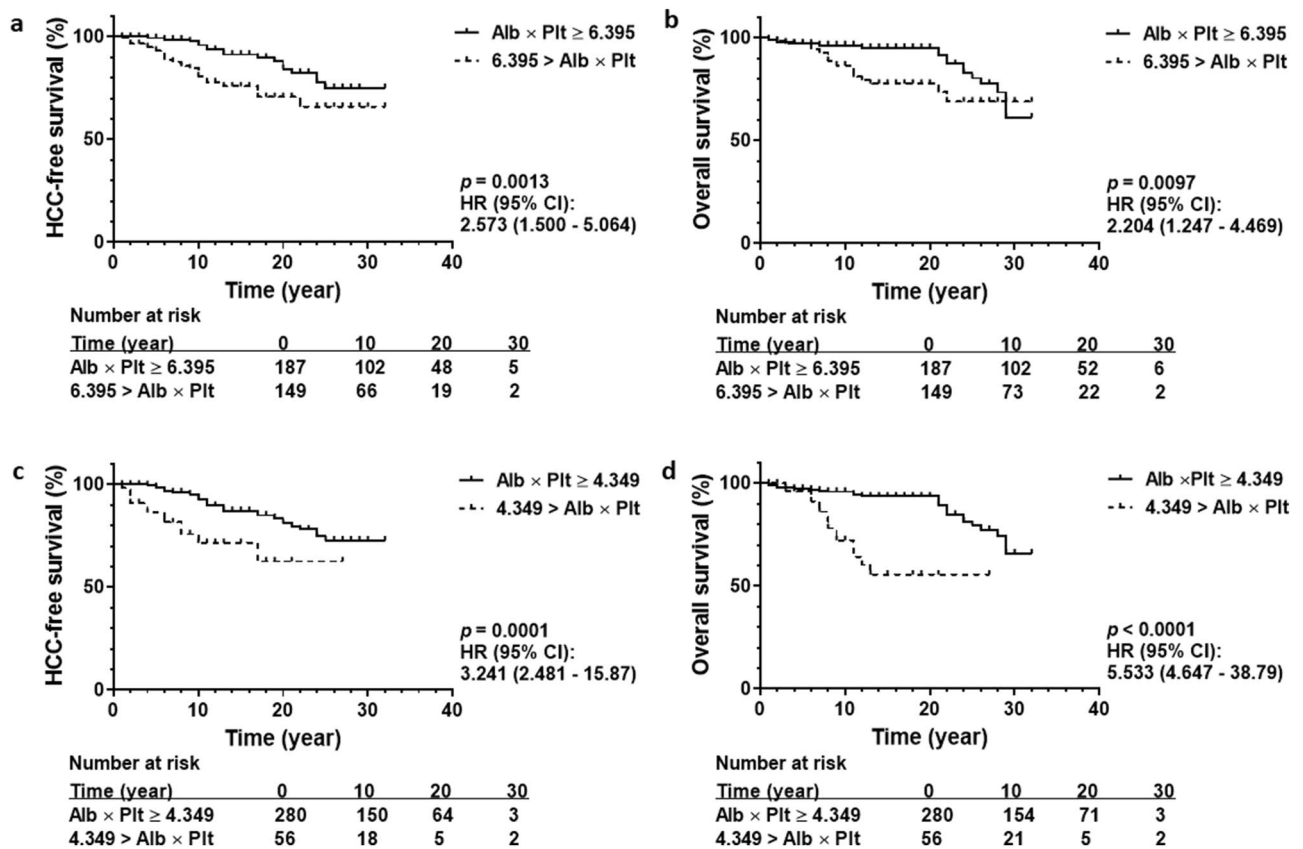 a
HCC-free survival (%)
100
50
0
0 10 20 30 40
Time (year)
Alb × Plt ≥ 6.395
6.395 > Alb × Plt
p = 0.0013
HR (95% CI):
2.573 (1.500 - 5.064)
Number at risk
Time (year) 0 10 20 30
Alb × Plt ≥ 6.395 187 102 48 5
6.395 > Alb × Plt 149 66 19 2
b
Overall survival (%)
100
50
0
0 10 20 30 40
Time (year)
Alb × Plt ≥ 6.395
6.395 > Alb × Plt
p = 0.0097
HR (95% CI):
2.204 (1.247 - 4.469)
Number at risk
Time (year) 0 10 20 30
Alb × Plt ≥ 6.395 187 102 52 6
6.395 > Alb × Plt 149 73 22 2
c
HCC-free survival (%)
100
50
0
0 10 20 30 40
Time (year)
Alb × Plt ≥ 4.349
4.349 > Alb × Plt
p = 0.0001
HR (95% CI):
3.241 (2.481 - 15.87)
Number at risk
Time (year) 0 10 20 30
Alb × Plt ≥ 4.349 280 150 64 3
4.349 > Alb × Plt 56 18 5 2
d
Overall survival (%)
100
50
0
0 10 20 30 40
Time (year)
Alb × Plt ≥ 4.349
4.349 > Alb × Plt
p < 0.0001
HR (95% CI):
5.533 (4.647 - 38.79)
Number at risk
Time (year) 0 10 20 30
Alb × Plt ≥ 4.349 280 154 71 3
4.349 > Alb × Plt 56 21 5 2